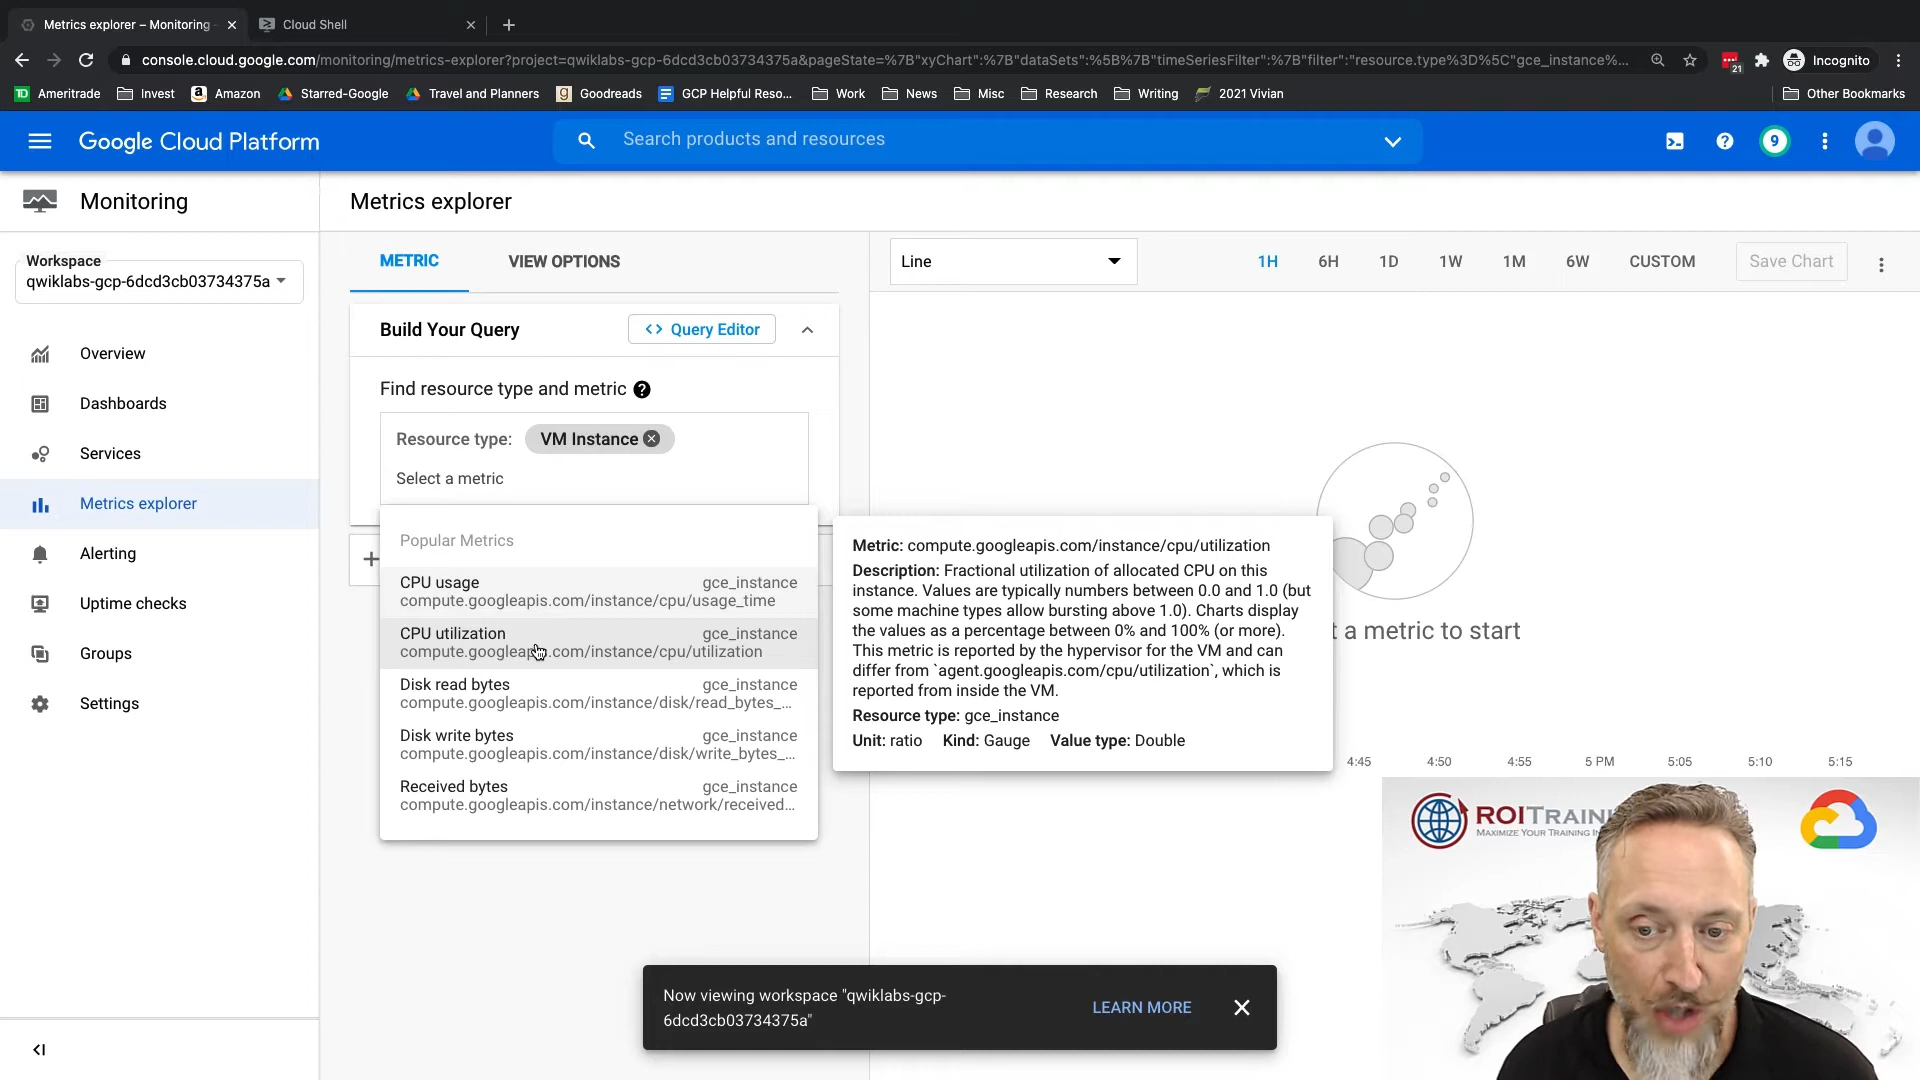 Metrics explorer – Monitoring
Cloud Shell
console.cloud.google.com/monitoring/metrics-explorer?project=qwiklabs-gcp-6dcd3cb03734375a&pageState=%7B"xyChart":%7B"dataSets":%5B%7B"timeSeriesFilter":%7B"filter":"resource.type%3D%5C"gce_instance%...
21
Incognito
Ameritrade
Invest
Amazon
Starred-Google
Travel and Planners
Goodreads
GCP Helpful Reso...
Work
News
Misc
Research
Writing
2021 Vivian
Other Bookmarks
Google Cloud Platform
Search products and resources
9
Monitoring
Metrics explorer
Workspace
qwiklabs-gcp-6dcd3cb03734375a
Overview
Dashboards
Services
Metrics explorer
Alerting
Uptime checks
Groups
Settings
METRIC
VIEW OPTIONS
Line
1H
6H
1D
1W
1M
6W
CUSTOM
Save Chart
Build Your Query
<> Query Editor
Find resource type and metric
Resource type: VM Instance
Select a metric
Popular Metrics
CPU usage gce_instance
compute.googleapis.com/instance/cpu/usage_time
CPU utilization gce_instance
compute.googleapis.com/instance/cpu/utilization
Disk read bytes gce_instance
compute.googleapis.com/instance/disk/read_bytes_...
Disk write bytes gce_instance
compute.googleapis.com/instance/disk/write_bytes_...
Received bytes gce_instance
compute.googleapis.com/instance/network/received...
Metric: compute.googleapis.com/instance/cpu/utilization
Description: Fractional utilization of allocated CPU on this
instance. Values are typically numbers between 0.0 and 1.0 (but
some machine types allow bursting above 1.0). Charts display
the values as a percentage between 0% and 100% (or more).
This metric is reported by the hypervisor for the VM and can
differ from `agent.googleapis.com/cpu/utilization`, which is
reported from inside the VM.
Resource type: gce_instance
Unit: ratio Kind: Gauge Value type: Double
t a metric to start
4:45
4:50
4:55
5 PM
5:05
5:10
5:15
ROITRAINI
MAXIMIZE YOUR TRAINING
Now viewing workspace "qwiklabs-gcp-
6dcd3cb03734375a"
LEARN MORE